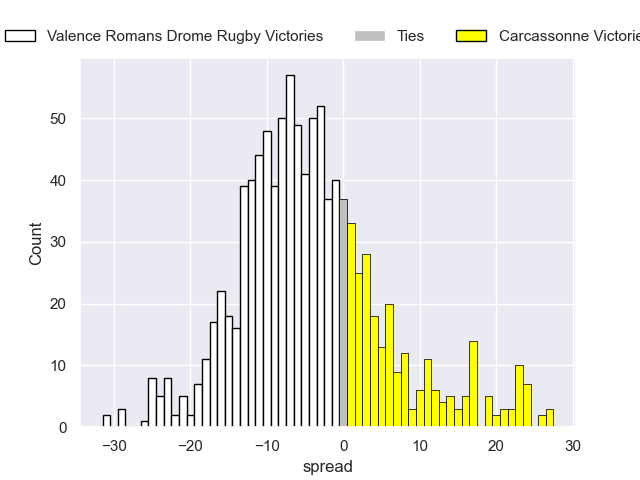 Valence Romans Drome Rugby Victories Ties Carcassonne Victorie
50
40
30
20
10
0
Count
−30 −20 −10 0 10 20 30
spread